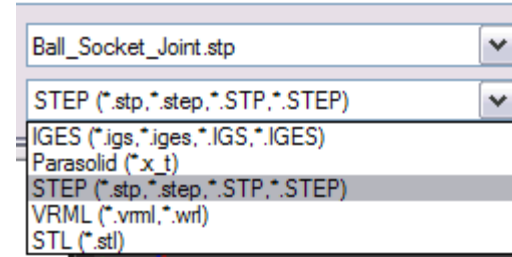 Ball_Socket_Joint.stp
STEP (*.stp,*.step,*.STP,*.STEP)
IGES (*.igs,*.iges,*.IGS,*.IGES)
Parasolid (*.x_t)
STEP (*.stp,*.step,*.STP,*.STEP)
VRML (*.vrml,*.wrl)
STL (*.stl)